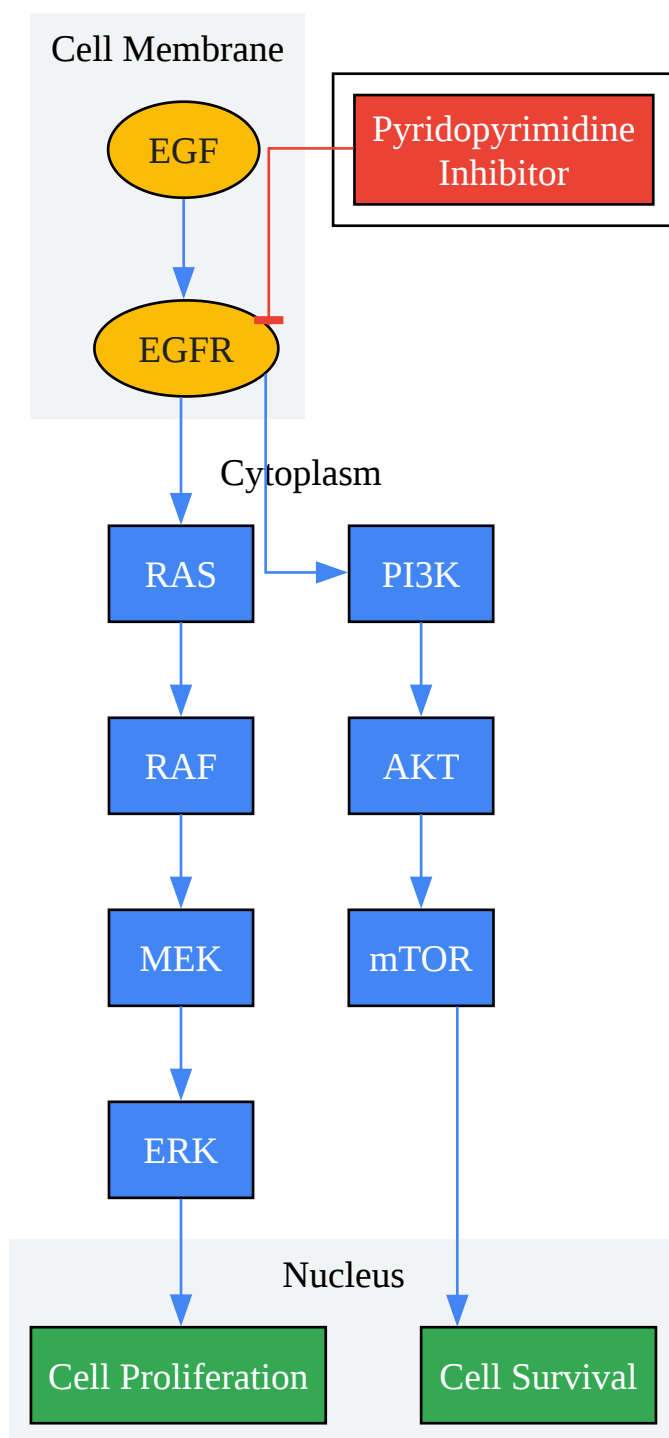 Cell Membrane
EGF
Pyridopyrimidine
Inhibitor
EGFR
Cytoplasm
RAS
PI3K
RAF
AKT
MEK
mTOR
ERK
Nucleus
Cell Proliferation
Cell Survival